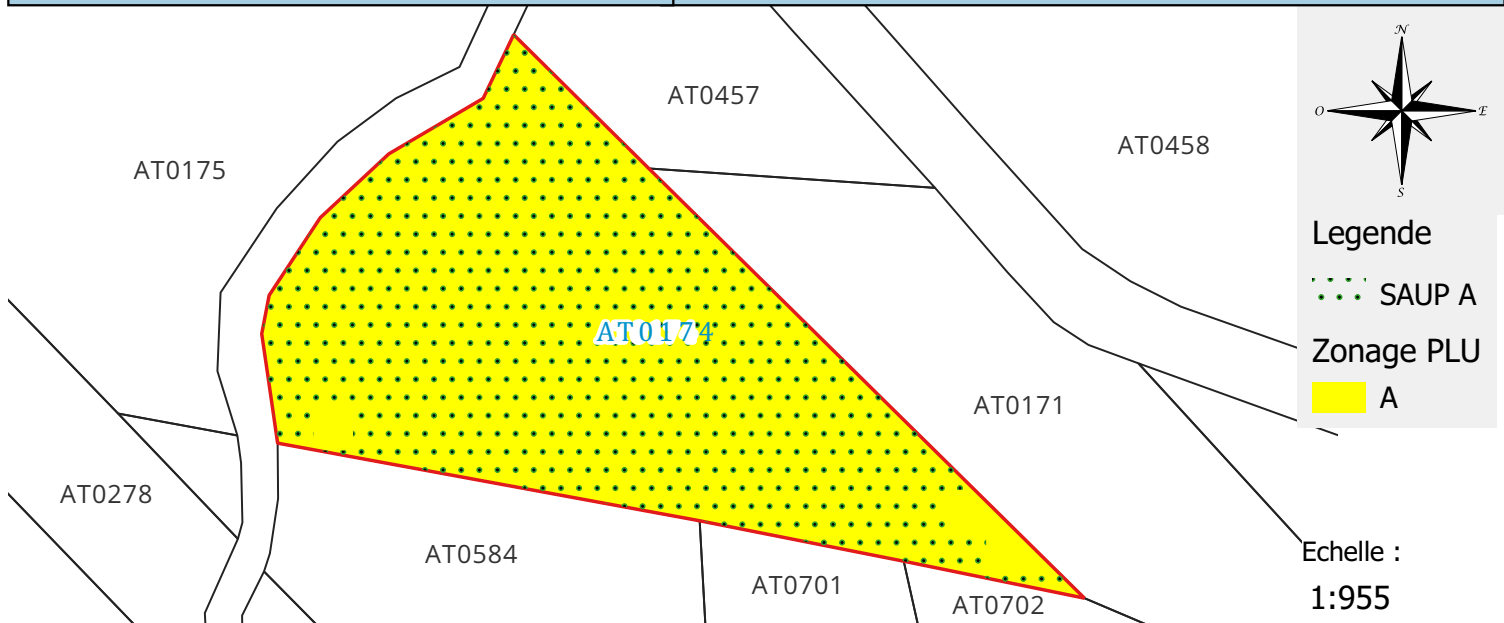 N
O
E
S
AT0457
AT0458
AT0175
Legende
SAUP A
AT0174
Zonage PLU
A
AT0171
AT0278
AT0584
Echelle :
AT0701
1:955
AT0702